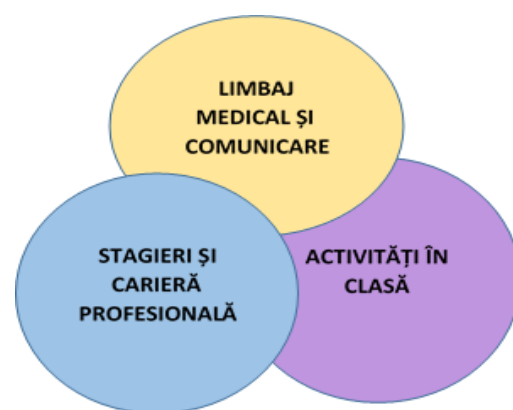 LIMBAJ
MEDICAL ȘI
COMUNICARE
STAGIERI ȘI
CARIERĂ
PROFESIONALĂ
ACTIVITĂȚI ÎN
CLASĂ